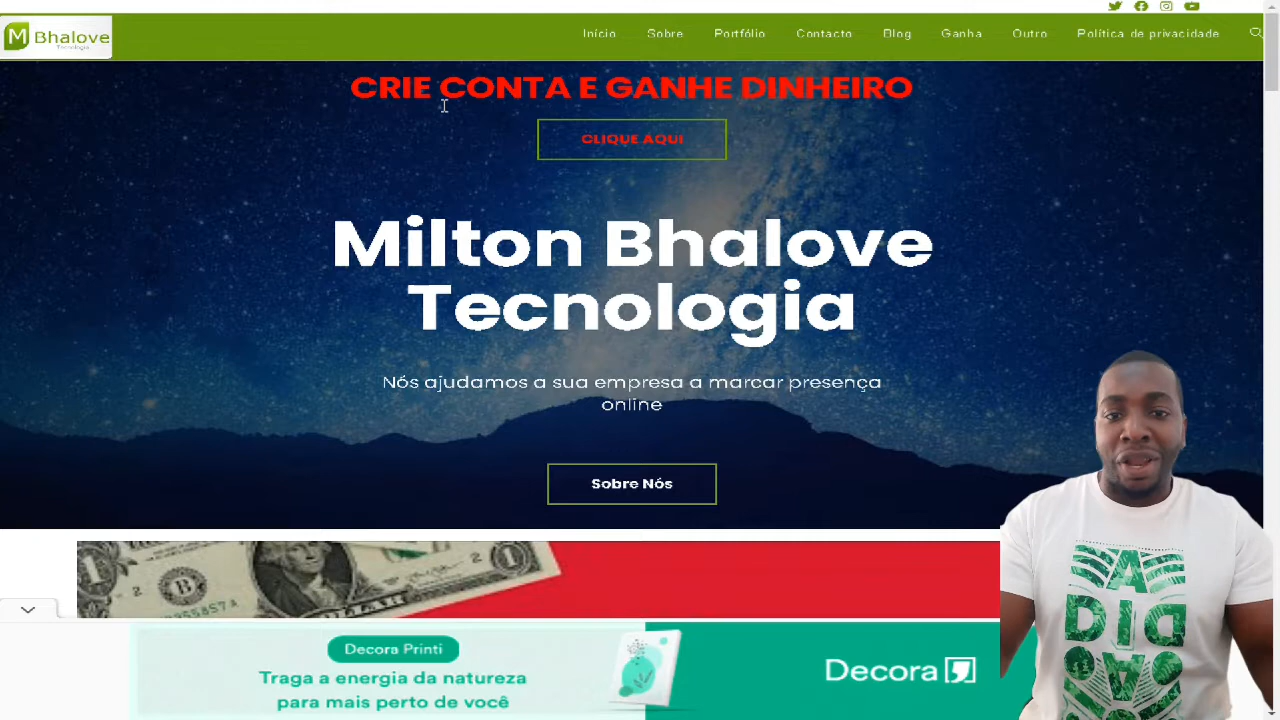 M Bhalove
Tecnologia
Início Sobre Portfólio Contacto Blog Ganha Outro Política de privacidade
CRIE CONTA E GANHE DINHEIRO
CLIQUE AQUI
Milton Bhalove
Tecnologia
Nós ajudamos a sua empresa a marcar presença
online
Sobre Nós
Decora Printi
Traga a energia da natureza
para mais perto de você
Decora